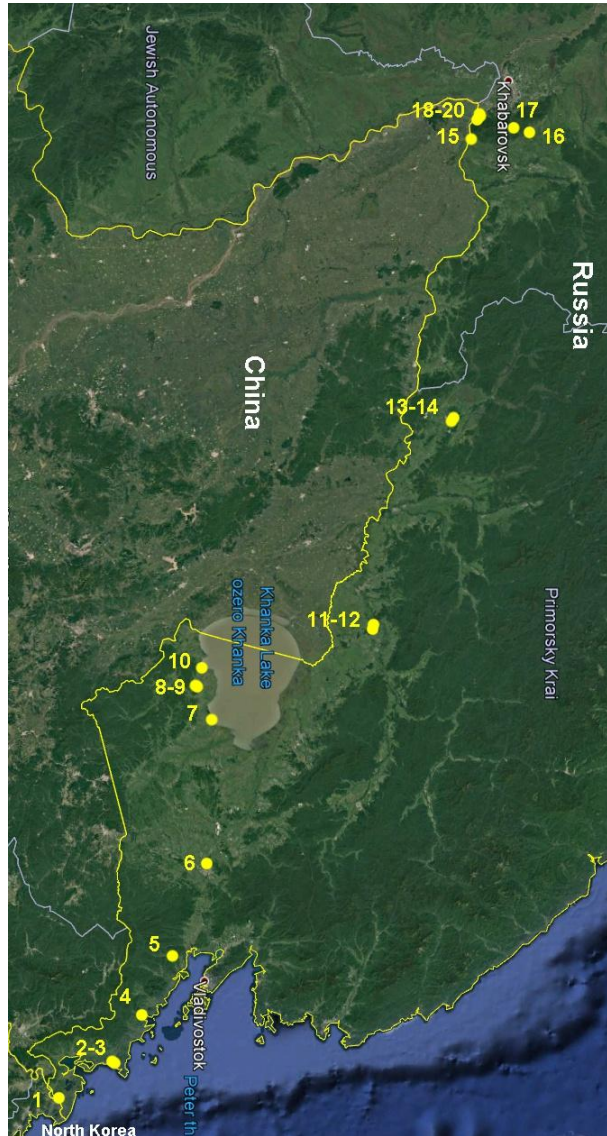 Jewish Autonomous
Khabarovsk
18-20
17
16
15
Russia
China
13-14
Primorsky Krai
11-12
Khanka Lake
ozero Khanka
10
8-9
7
6
5
Vladivostok
4
2-3
Peter th
1
North Korea